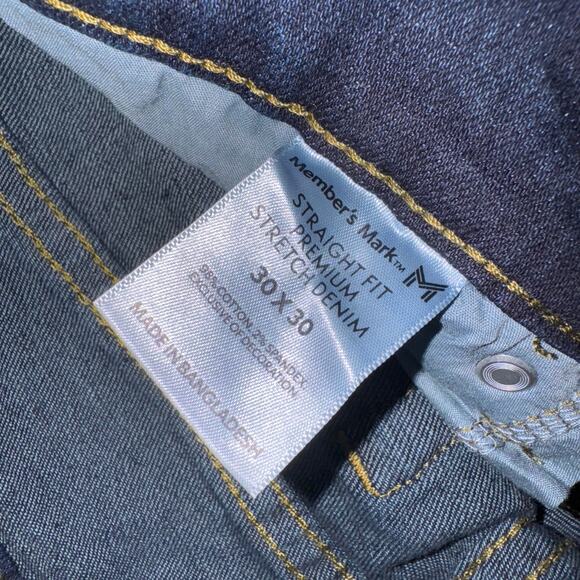 Member's Mark™
STRAIGHT FIT
PREMIUM
STRETCH DENIM
30 X 30
98% COTTON, 2% SPANDEX
EXCLUSIVE OF DECORATION
MADE IN BANGLADESH